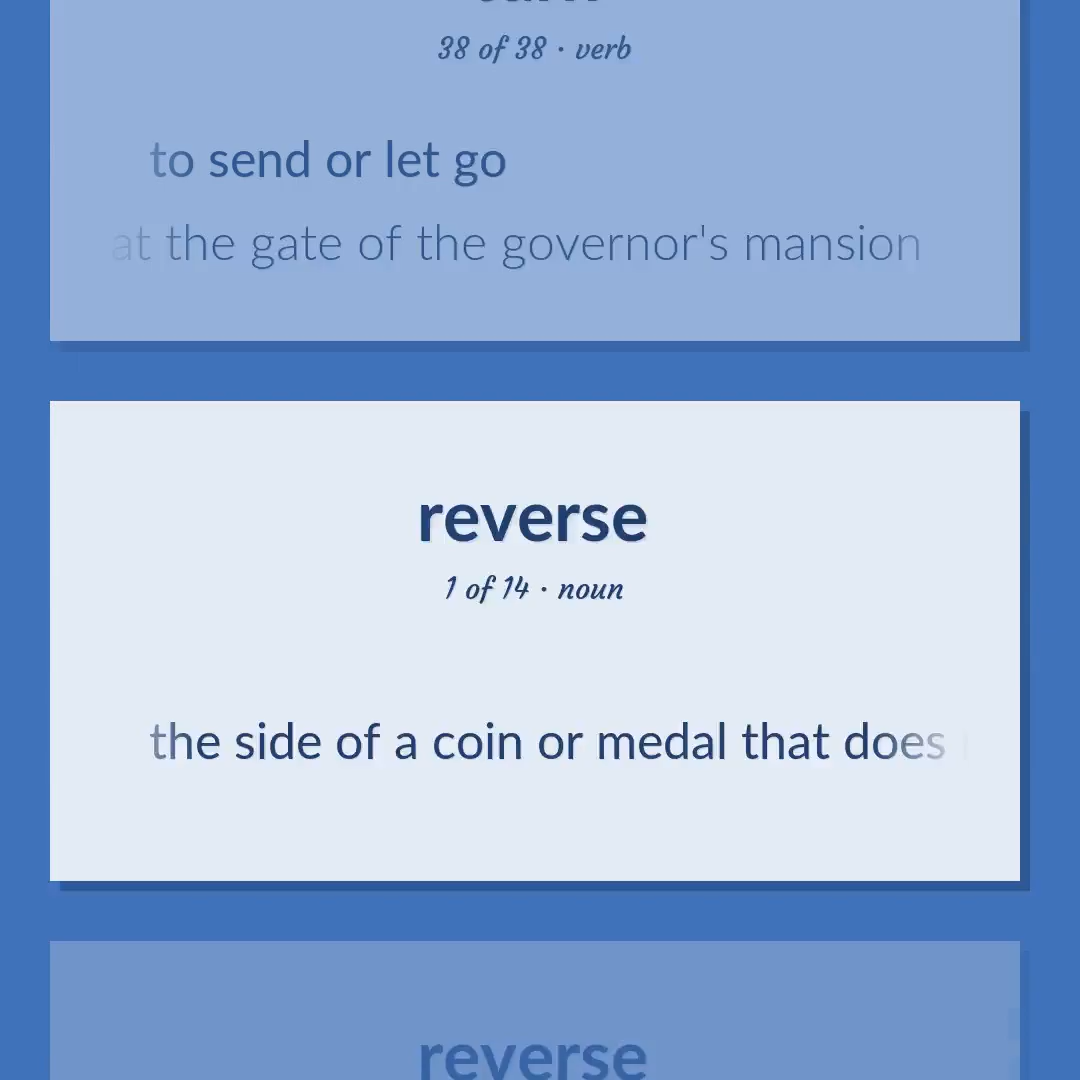 38 of 38 · verb
to send or let go
at the gate of the governor's mansion
reverse
1 of 14 · noun
the side of a coin or medal that does
reverse